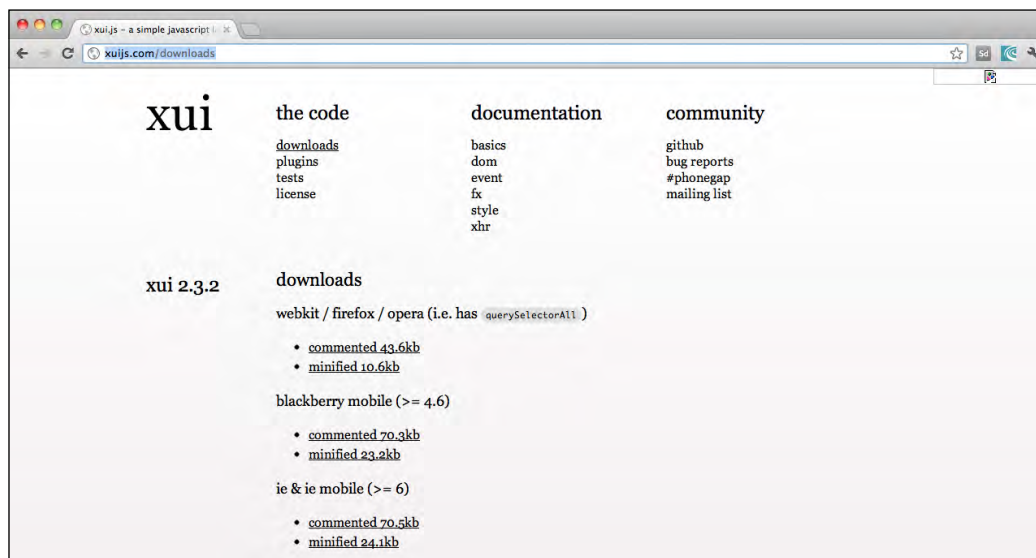 xui.js - a simple javascript l
xuijs.com/downloads
Sd
xui
the code
downloads
plugins
tests
license
documentation
basics
dom
event
fx
style
xhr
community
github
bug reports
#phonegap
mailing list
xui 2.3.2
downloads
webkit / firefox / opera (i.e. has querySelectorAll )
• commented 43.6kb
• minified 10.6kb
blackberry mobile (>= 4.6)
• commented 70.3kb
• minified 23.2kb
ie & ie mobile (>= 6)
• commented 70.5kb
• minified 24.1kb